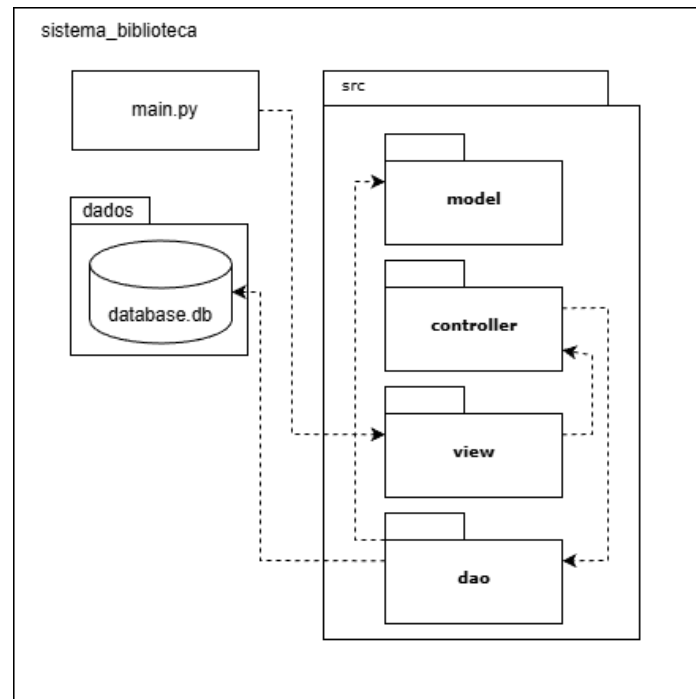 sistema_biblioteca
main.py
src
model
dados
database.db
controller
view
dao